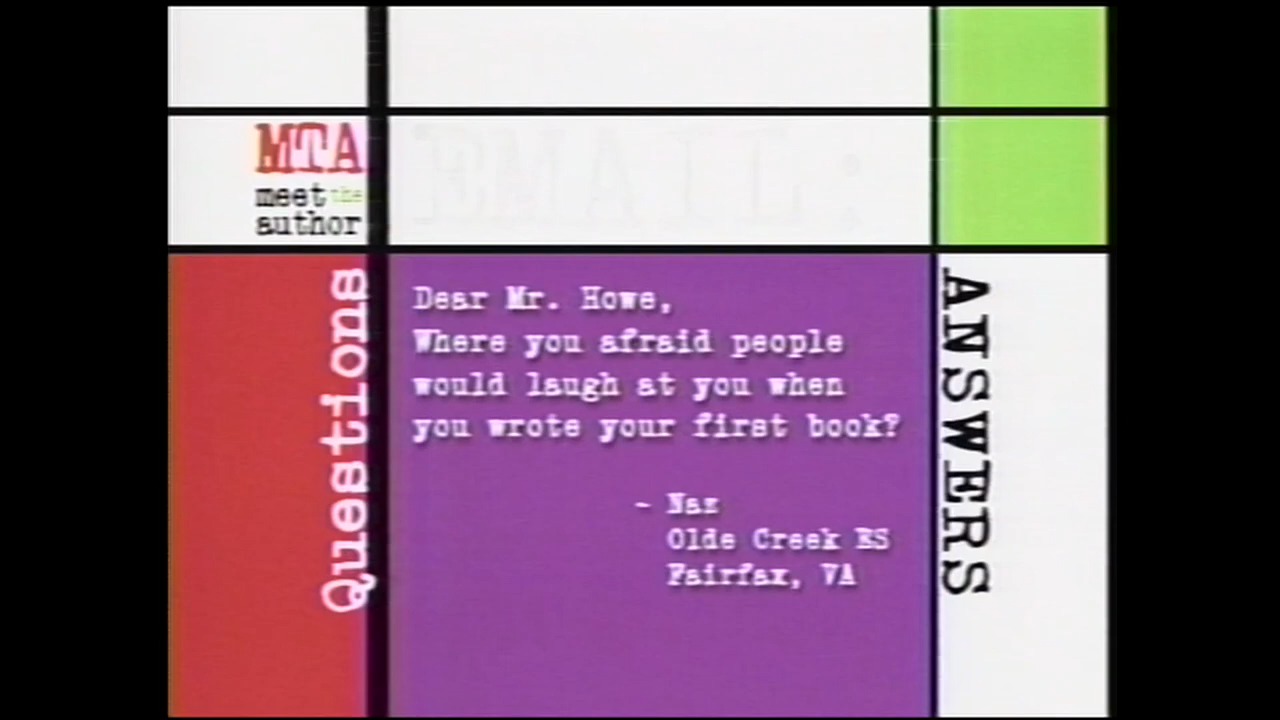 MTA
meet the
author
EMAIL:
Questions
Dear Mr. Howe,
Where you afraid people
would laugh at you when
you wrote your first book?
~ Naz
Olde Creek ES
Fairfax, VA
ANSWERS